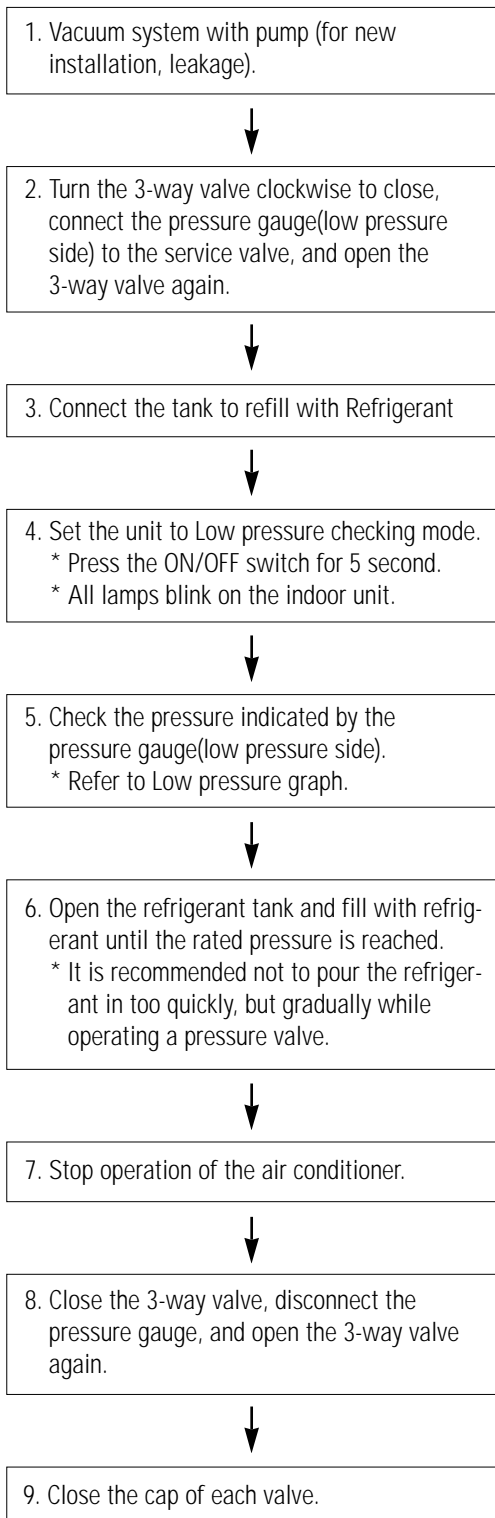 1. Vacuum system with pump (for new
installation, leakage).
2. Turn the 3-way valve clockwise to close,
connect the pressure gauge(low pressure
side) to the service valve, and open the
3-way valve again.
3. Connect the tank to refill with Refrigerant
4. Set the unit to Low pressure checking mode.
* Press the ON/OFF switch for 5 second.
* All lamps blink on the indoor unit.
5. Check the pressure indicated by the
pressure gauge(low pressure side).
* Refer to Low pressure graph.
6. Open the refrigerant tank and fill with refrig-
erant until the rated pressure is reached.
* It is recommended not to pour the refriger-
ant in too quickly, but gradually while
operating a pressure valve.
7. Stop operation of the air conditioner.
8. Close the 3-way valve, disconnect the
pressure gauge, and open the 3-way valve
again.
9. Close the cap of each valve.